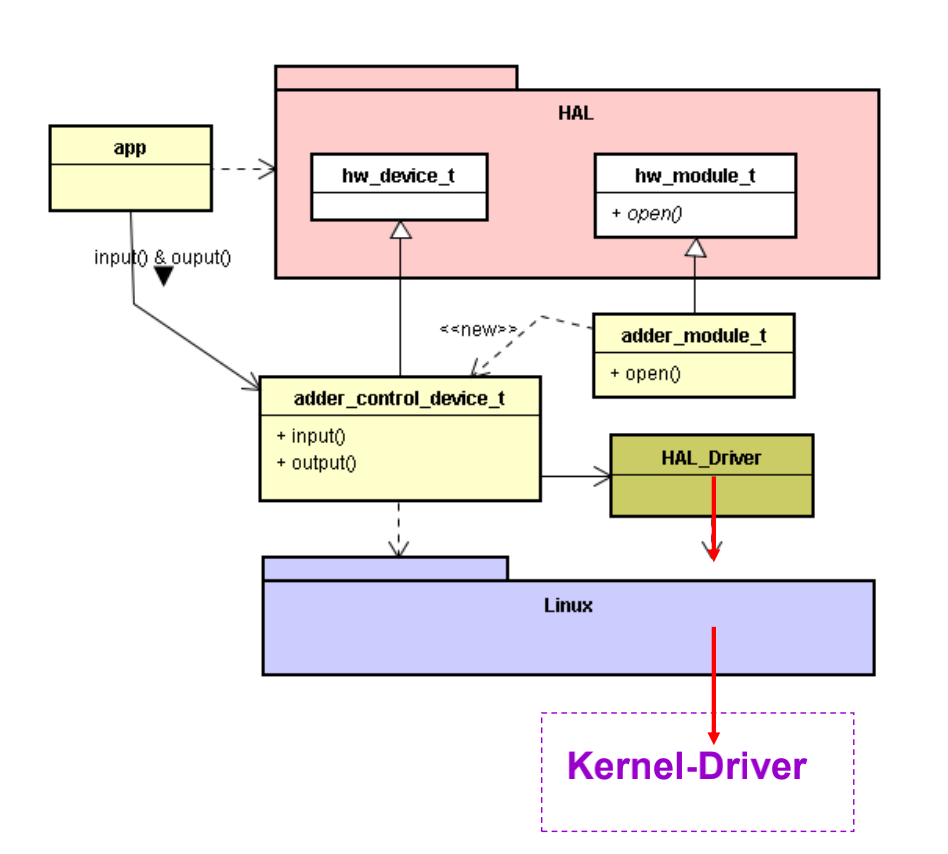 HAL
app
hw_device_t
hw_module_t
+ open()
input() & ouput()
<<new>>
adder_module_t
+ open()
adder_control_device_t
+ input()
+ output()
HAL_Driver
Linux
Kernel-Driver